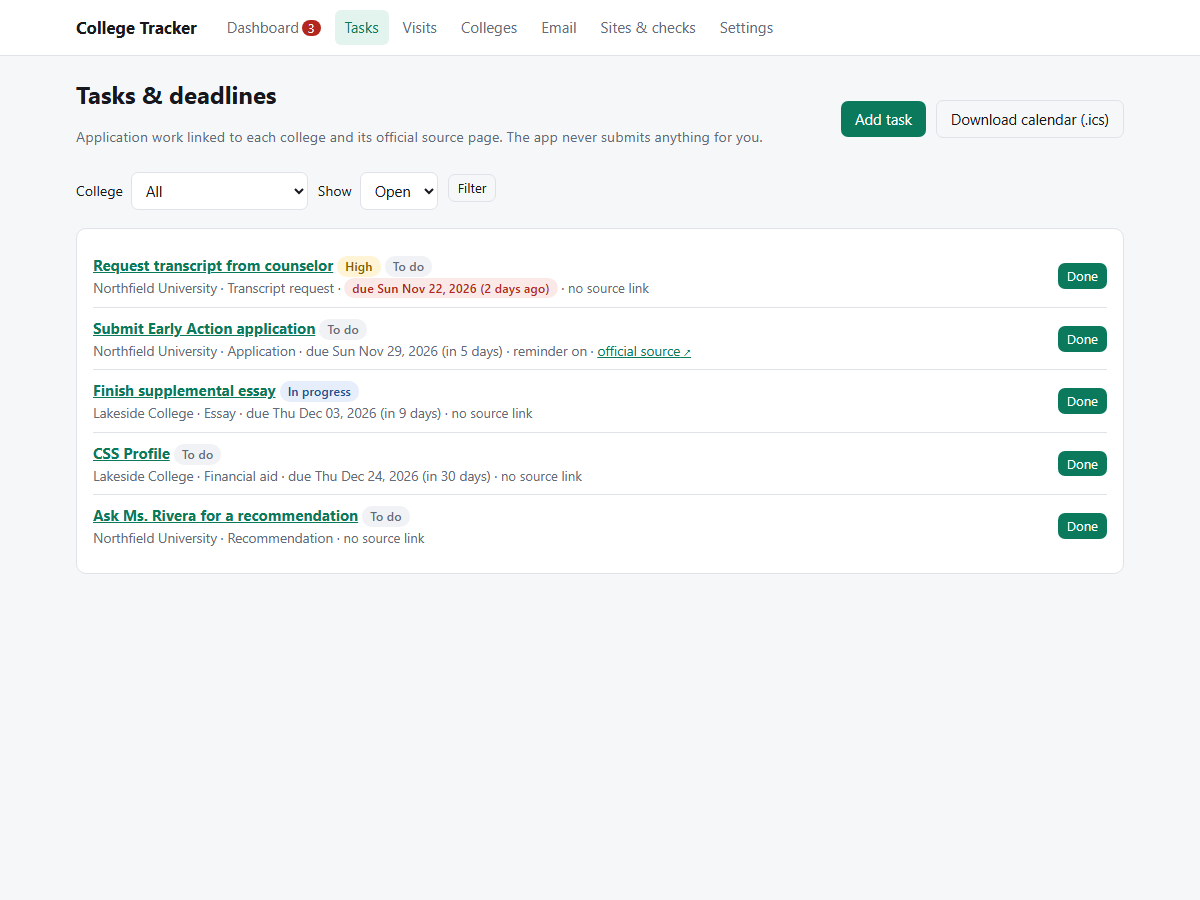 College Tracker Dashboard 3 Tasks Visits Colleges Email Sites & checks Settings
Tasks & deadlines
Application work linked to each college and its official source page. The app never submits anything for you.
Add task Download calendar (.ics)
College All Show Open Filter
Request transcript from counselor High To do
Northfield University · Transcript request · due Sun Nov 22, 2026 (2 days ago) · no source link
Done
Submit Early Action application To do
Northfield University · Application · due Sun Nov 29, 2026 (in 5 days) · reminder on · official source ↗
Done
Finish supplemental essay In progress
Lakeside College · Essay · due Thu Dec 03, 2026 (in 9 days) · no source link
Done
CSS Profile To do
Lakeside College · Financial aid · due Thu Dec 24, 2026 (in 30 days) · no source link
Done
Ask Ms. Rivera for a recommendation To do
Northfield University · Recommendation · no source link
Done